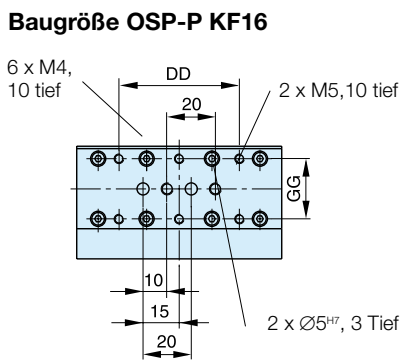 Baugröße OSP-P KF16
6 x M4,
10 tief
DD
20
2 x M5,10 tief
GG
10
15
20
2 x Ø5ᴴ⁷, 3 Tief